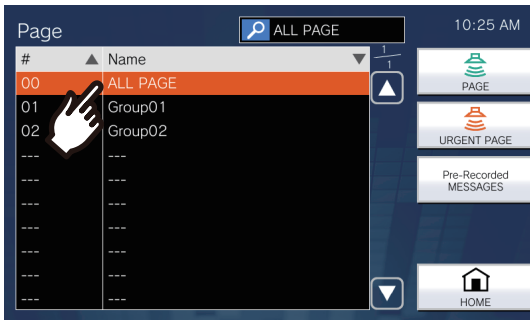 Page
ALL PAGE
10:25 AM
# ▲ Name ▼
1
1
00 ALL PAGE
01 Group01
02 Group02
--- ---
--- ---
--- ---
--- ---
--- ---
--- ---
--- ---
PAGE
URGENT PAGE
Pre-Recorded
MESSAGES
HOME